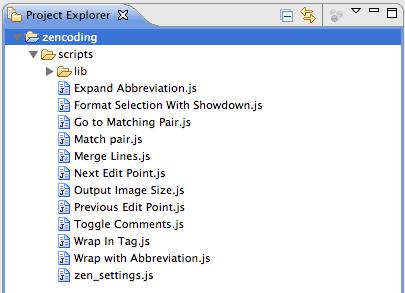 Project Explorer
zencoding
scripts
lib
Expand Abbreviation.js
Format Selection With Showdown.js
Go to Matching Pair.js
Match pair.js
Merge Lines.js
Next Edit Point.js
Output Image Size.js
Previous Edit Point.js
Toggle Comments.js
Wrap In Tag.js
Wrap with Abbreviation.js
zen_settings.js